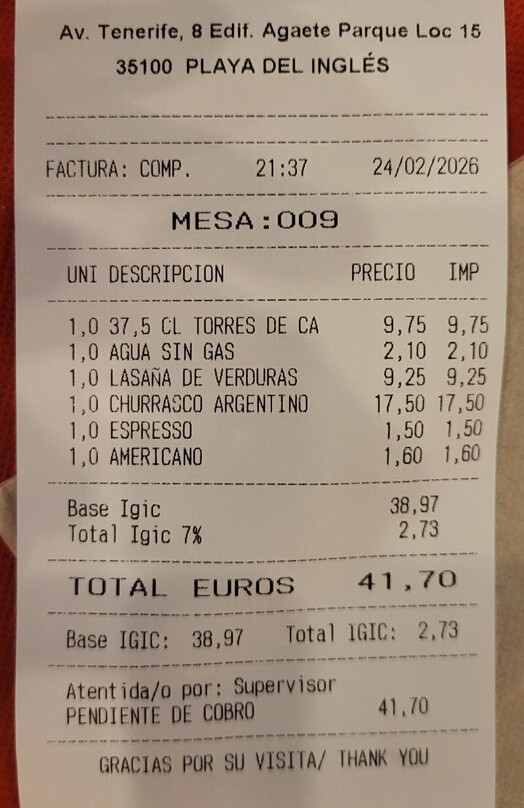 Av. Tenerife, 8 Edif. Agaete Parque Loc 15
35100 PLAYA DEL INGLÉS
FACTURA: COMP. 21:37 24/02/2026
MESA:009
UNI DESCRIPCION PRECIO IMP
1,0 37,5 CL TORRES DE CA 9,75 9,75
1,0 AGUA SIN GAS 2,10 2,10
1,0 LASAÑA DE VERDURAS 9,25 9,25
1,0 CHURRASCO ARGENTINO 17,50 17,50
1,0 ESPRESSO 1,50 1,50
1,0 AMERICANO 1,60 1,60
Base Igic 38,97
Total Igic 7% 2,73
TOTAL EUROS 41,70
Base IGIC: 38,97 Total IGIC: 2,73
Atentida/o por: Supervisor
PENDIENTE DE COBRO 41,70
GRACIAS POR SU VISITA/ THANK YOU